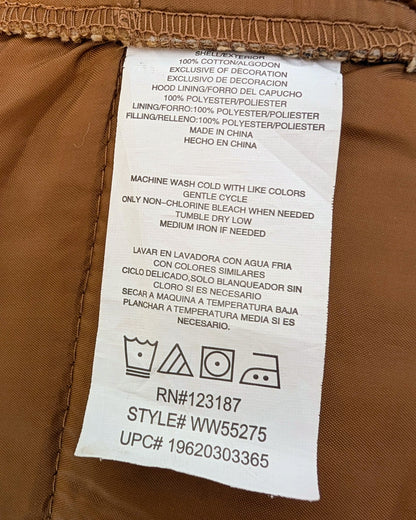 SHELL/EXTERIOR
100% COTTON/ALGODON
EXCLUSIVE OF DECORATION
EXCLUSIVO DE DECORACION
HOOD LINING/FORRO DEL CAPUCHO
100% POLYESTER/POLIESTER
LINING/FORRO:100% POLYESTER/POLIESTER
FILLING/RELLENO:100% POLYESTER/POLIESTER
MADE IN CHINA
HECHO EN CHINA
MACHINE WASH COLD WITH LIKE COLORS
GENTLE CYCLE
ONLY NON-CHLORINE BLEACH WHEN NEEDED
TUMBLE DRY LOW
MEDIUM IRON IF NEEDED
LAVAR EN LAVADORA CON AGUA FRIA
CON COLORES SIMILARES
CICLO DELICADO,SOLO BLANQUEADOR SIN
CLORO SI ES NECESARIO
SECAR A MAQUINA A TEMPERATURA BAJA
PLANCHAR A TEMPERATURA MEDIA SI ES
NECESARIO.
RN#123187
STYLE# WW55275
UPC# 19620303365